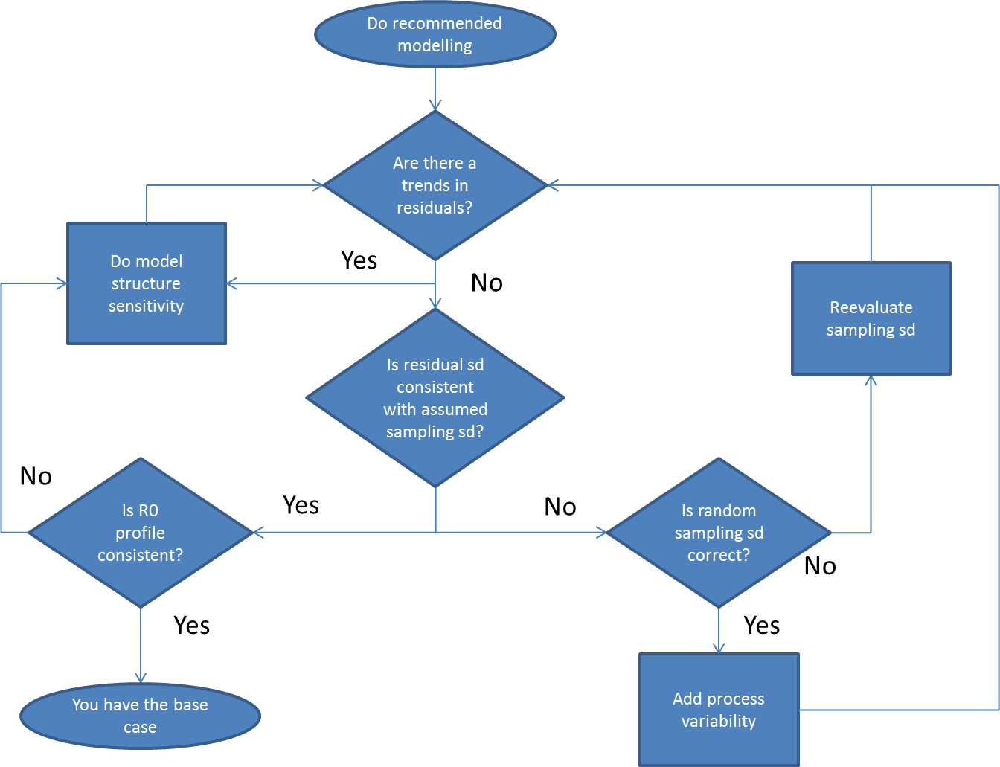 Do recommended
modelling
Are there a
trends in
residuals?
Yes
No
Do model
structure
sensitivity
Reevaluate
sampling sd
Is residual sd
consistent
with assumed
sampling sd?
No
Yes
No
Is R0
profile
consistent?
Is random
sampling sd
correct?
No
Yes
Yes
You have the base
case
Add process
variability